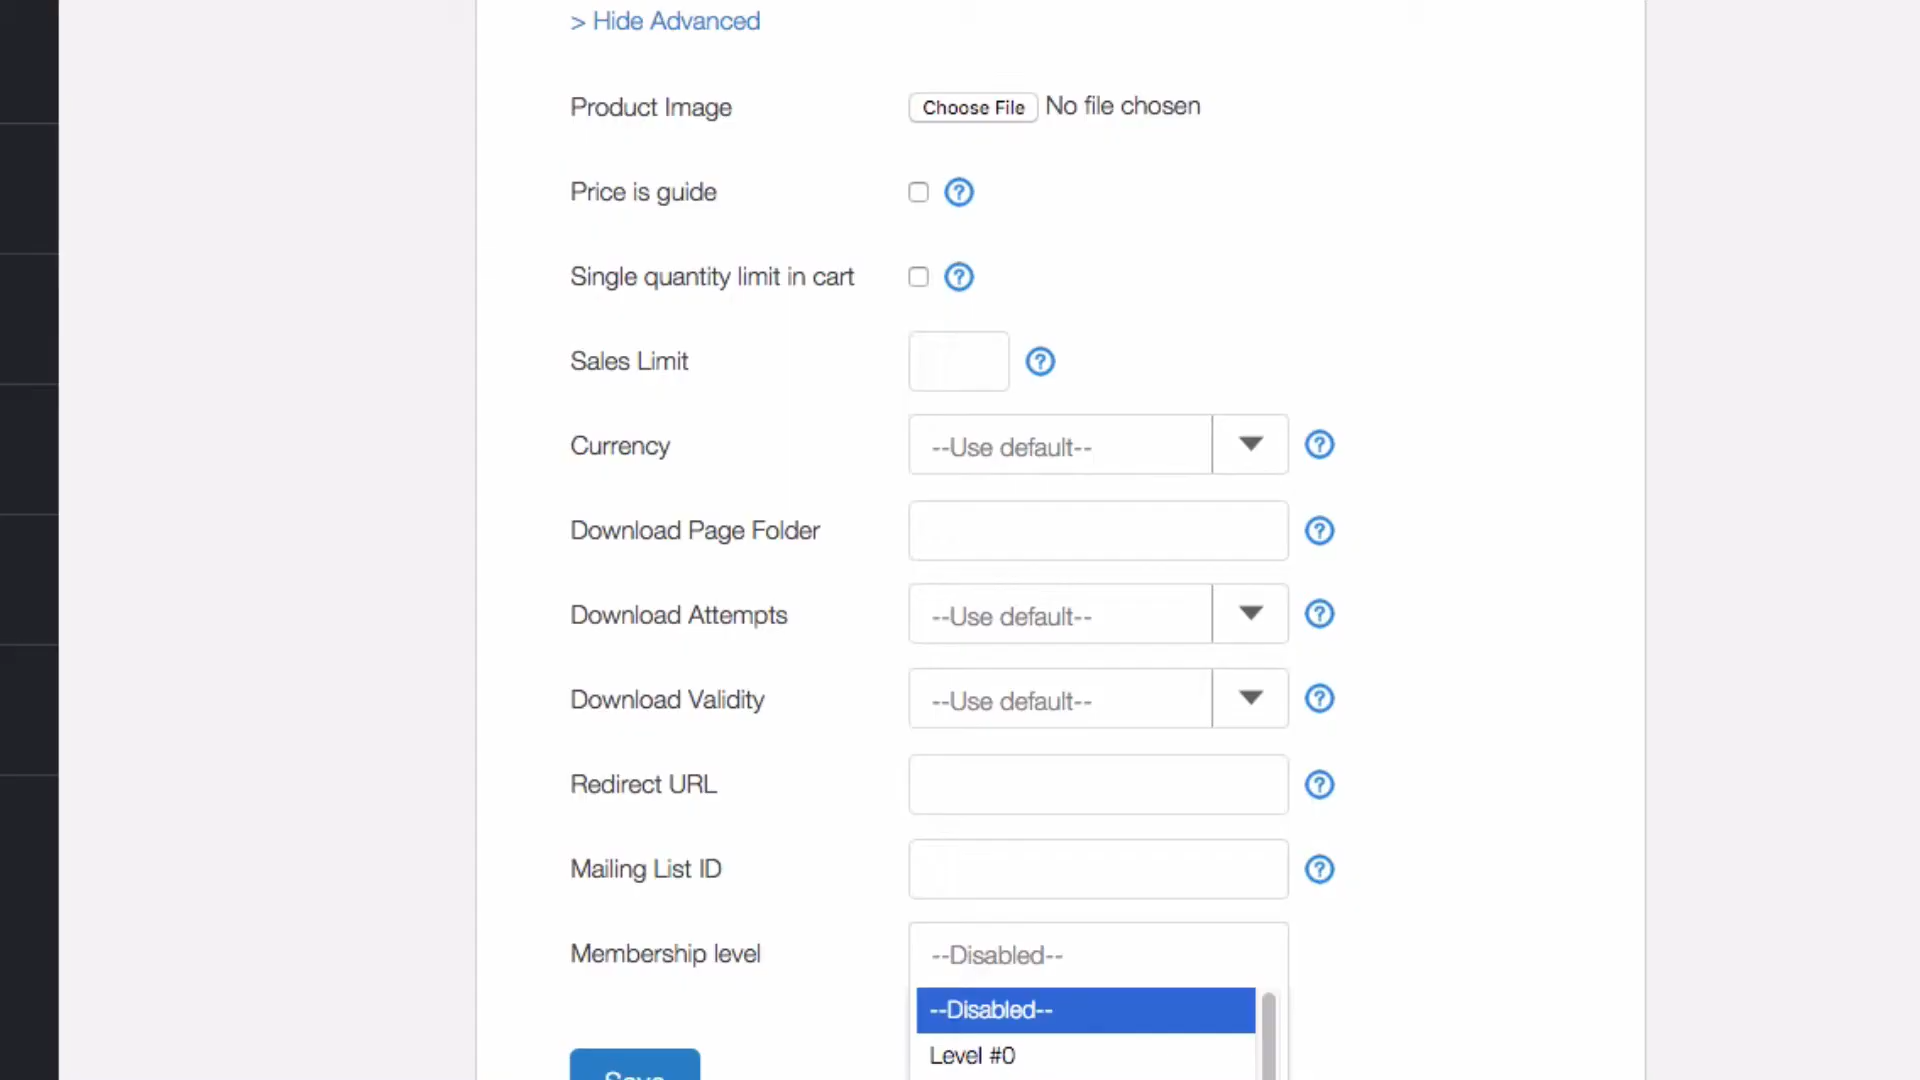 > Hide Advanced
Product Image Choose File No file chosen
Price is guide ?
Single quantity limit in cart ?
Sales Limit ?
Currency --Use default-- ?
Download Page Folder ?
Download Attempts --Use default-- ?
Download Validity --Use default-- ?
Redirect URL ?
Mailing List ID ?
Membership level --Disabled--
--Disabled--
Level #0
Save